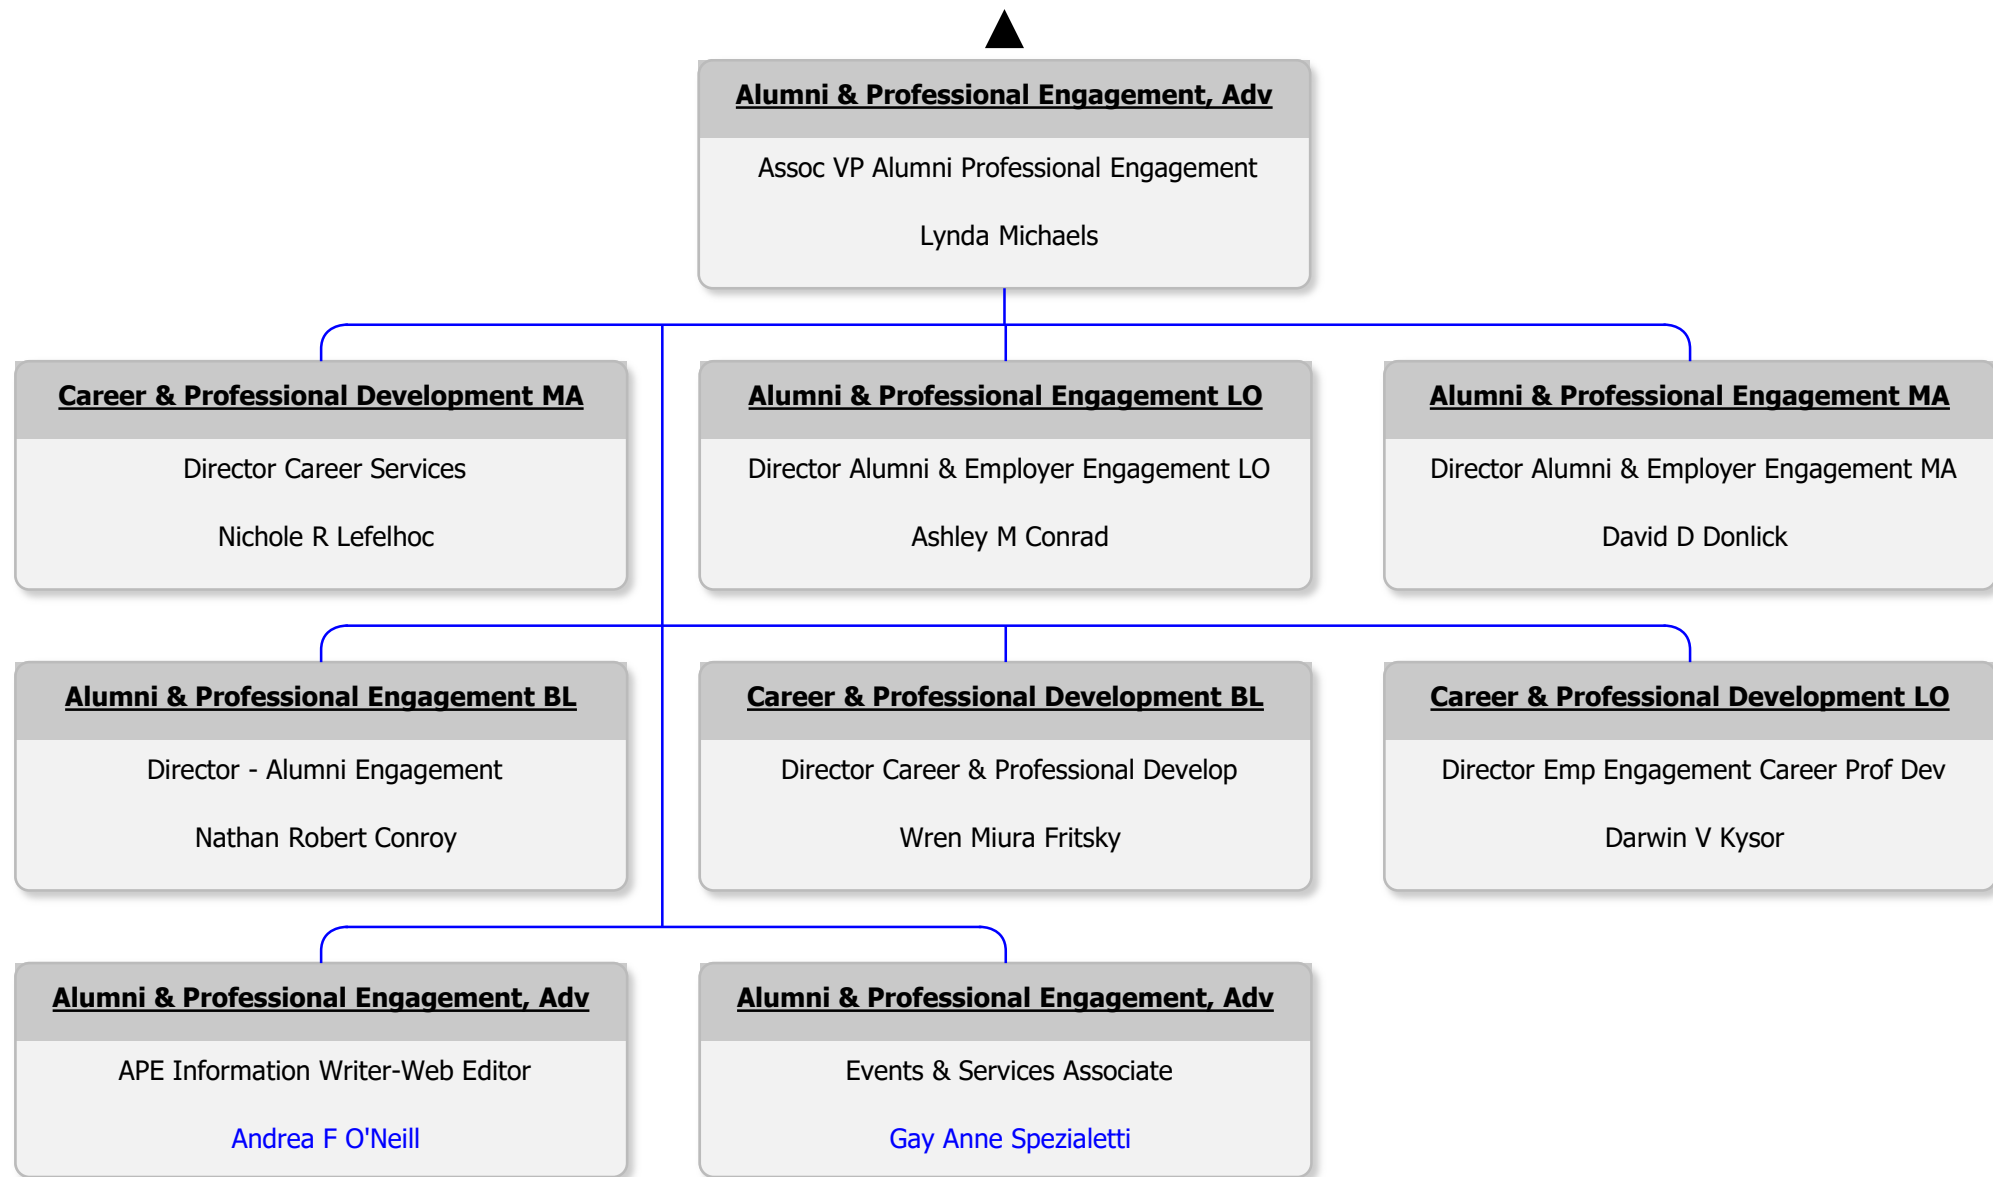 Alumni & Professional Engagement, Adv
Assoc VP Alumni Professional Engagement
Lynda Michaels
Career & Professional Development MA
Director Career Services
Nichole R Lefelhoc
Alumni & Professional Engagement LO
Director Alumni & Employer Engagement LO
Ashley M Conrad
Alumni & Professional Engagement MA
Director Alumni & Employer Engagement MA
David D Donlick
Alumni & Professional Engagement BL
Director - Alumni Engagement
Nathan Robert Conroy
Career & Professional Development BL
Director Career & Professional Develop
Wren Miura Fritsky
Career & Professional Development LO
Director Emp Engagement Career Prof Dev
Darwin V Kysor
Alumni & Professional Engagement, Adv
APE Information Writer-Web Editor
Andrea F O'Neill
Alumni & Professional Engagement, Adv
Events & Services Associate
Gay Anne Spezialetti